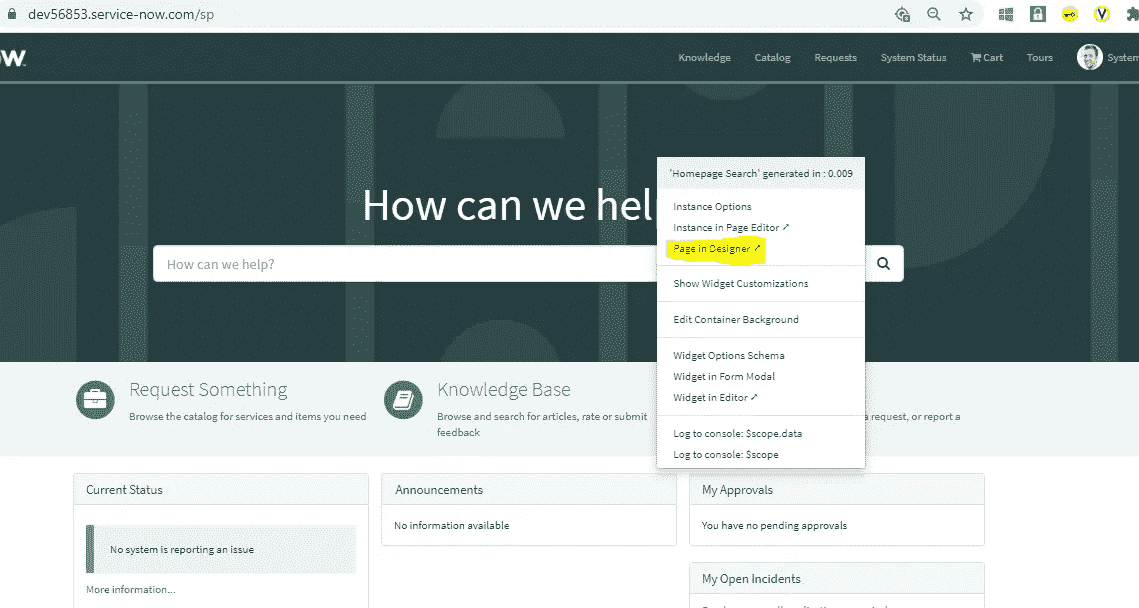 dev56853.service-now.com/sp
Knowledge Catalog Requests System Status Cart Tours System
'Homepage Search' generated in : 0.009
Instance Options
How can we hel
Instance in Page Editor ↗
Page in Designer ↗
How can we help?
Show Widget Customizations
Edit Container Background
Widget Options Schema
Widget in Form Modal
Widget in Editor ↗
Log to console: $scope.data
Log to console: $scope
Request Something
Browse the catalog for services and items you need
Knowledge Base
Browse and search for articles, rate or submit
feedback
a request, or report a
Current Status
No system is reporting an issue
More information...
Announcements
No information available
My Approvals
You have no pending approvals
My Open Incidents